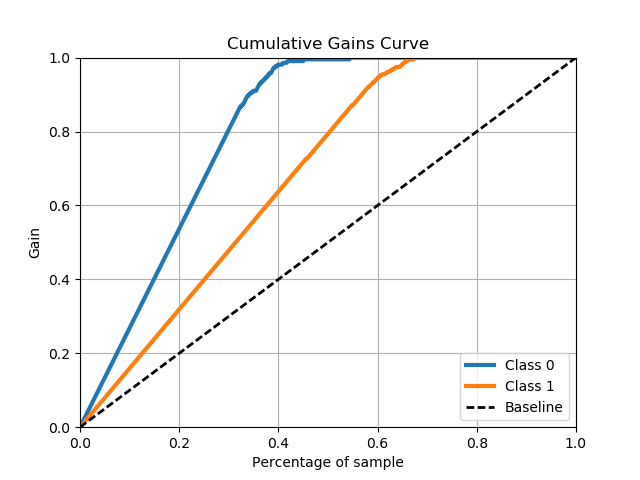 Cumulative Gains Curve
1.0
0.8
0.6
0.4
0.2
0.0
Gain
0.0 0.2 0.4 0.6 0.8 1.0
Percentage of sample
Class 0
Class 1
Baseline